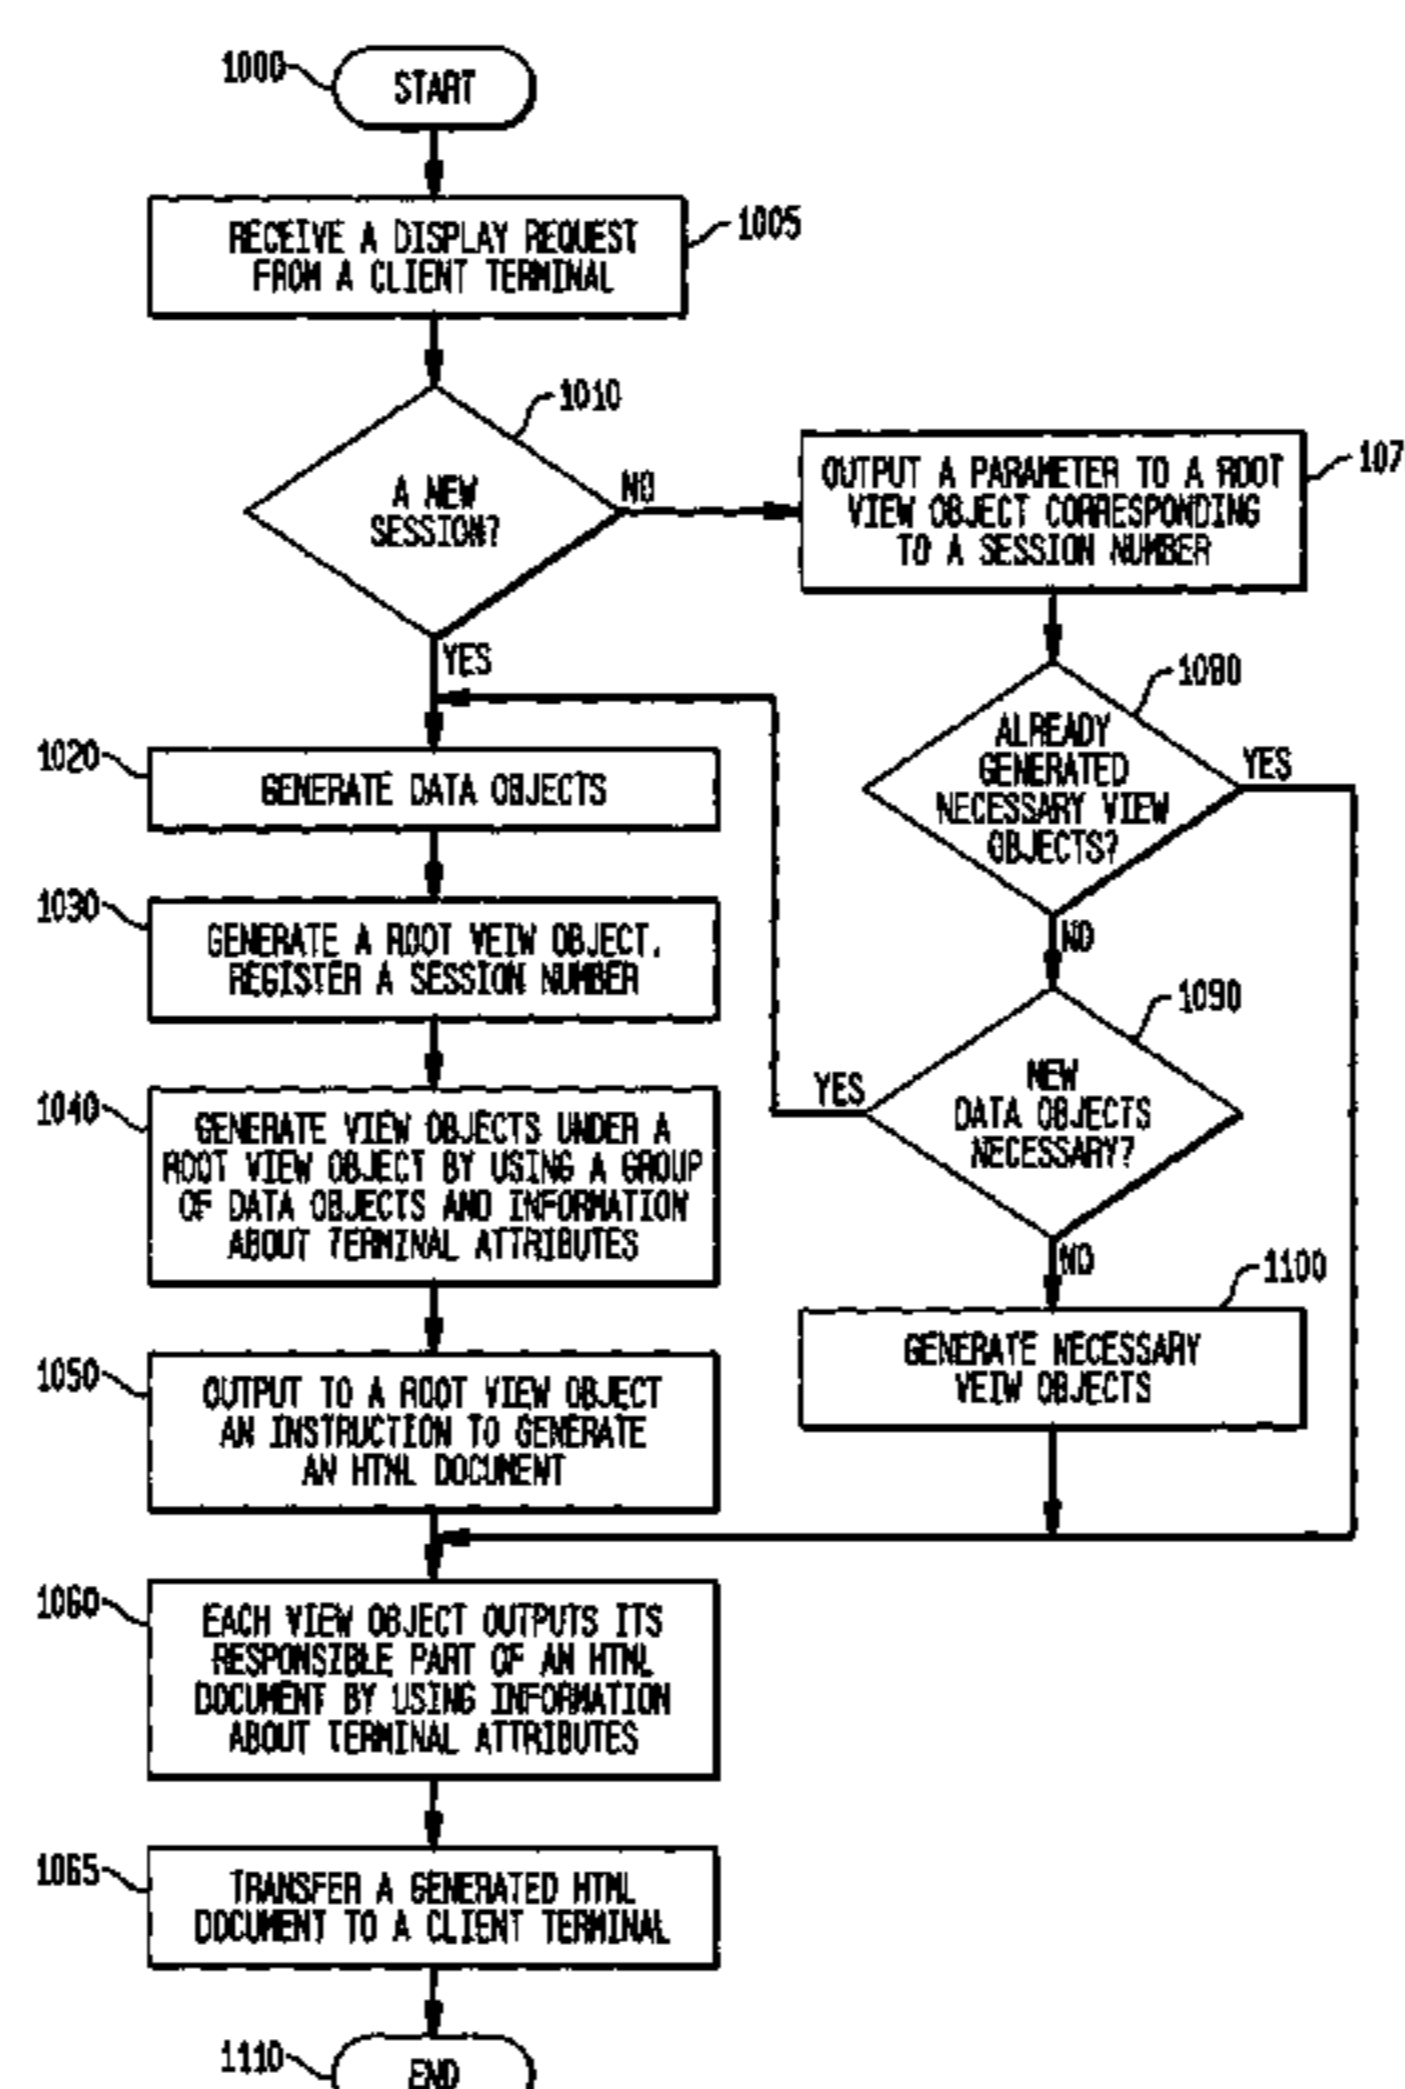 1000
START
RECEIVE A DISPLAY REQUEST
FROM A CLIENT TERMINAL
1005
1010
A NEW
SESSION?
NO
YES
OUTPUT A PARAMETER TO A ROOT
VIEW OBJECT CORRESPONDING
TO A SESSION NUMBER
107
1080
ALREADY
GENERATED
NECESSARY VIEW
OBJECTS?
YES
NO
1020
GENERATE DATA OBJECTS
1030
GENERATE A ROOT VEIW OBJECT.
REGISTER A SESSION NUMBER
1090
NEW
DATA OBJECTS
NECESSARY?
YES
NO
1040
GENERATE VIEW OBJECTS UNDER A
ROOT VIEW OBJECT BY USING A GROUP
OF DATA OBJECTS AND INFORMATION
ABOUT TERMINAL ATTRIBUTES
1100
GENERATE NECESSARY
VEIW OBJECTS
1050
OUTPUT TO A ROOT VIEW OBJECT
AN INSTRUCTION TO GENERATE
AN HTML DOCUMENT
1060
EACH VIEW OBJECT OUTPUTS ITS
RESPONSIBLE PART OF AN HTML
DOCUMENT BY USING INFORMATION
ABOUT TERMINAL ATTRIBUTES
1065
TRANSFER A GENERATED HTML
DOCUMENT TO A CLIENT TERMINAL
1110
END